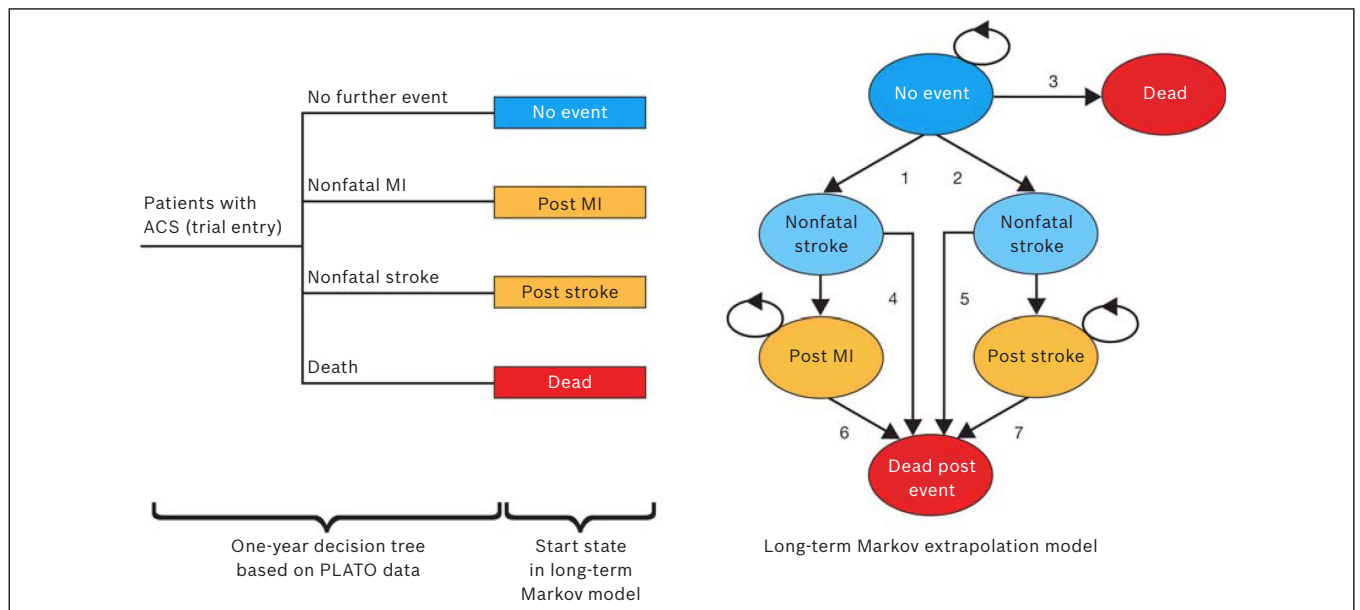 No further event
No event
Nonfatal MI
Post MI
Patients with
ACS (trial entry)
Nonfatal stroke
Post stroke
Death
Dead
One-year decision tree
based on PLATO data
Start state
in long-term
Markov model
No event
3
Dead
1
2
Nonfatal
stroke
Nonfatal
stroke
4
5
Post MI
Post stroke
6
7
Dead post
event
Long-term Markov extrapolation model